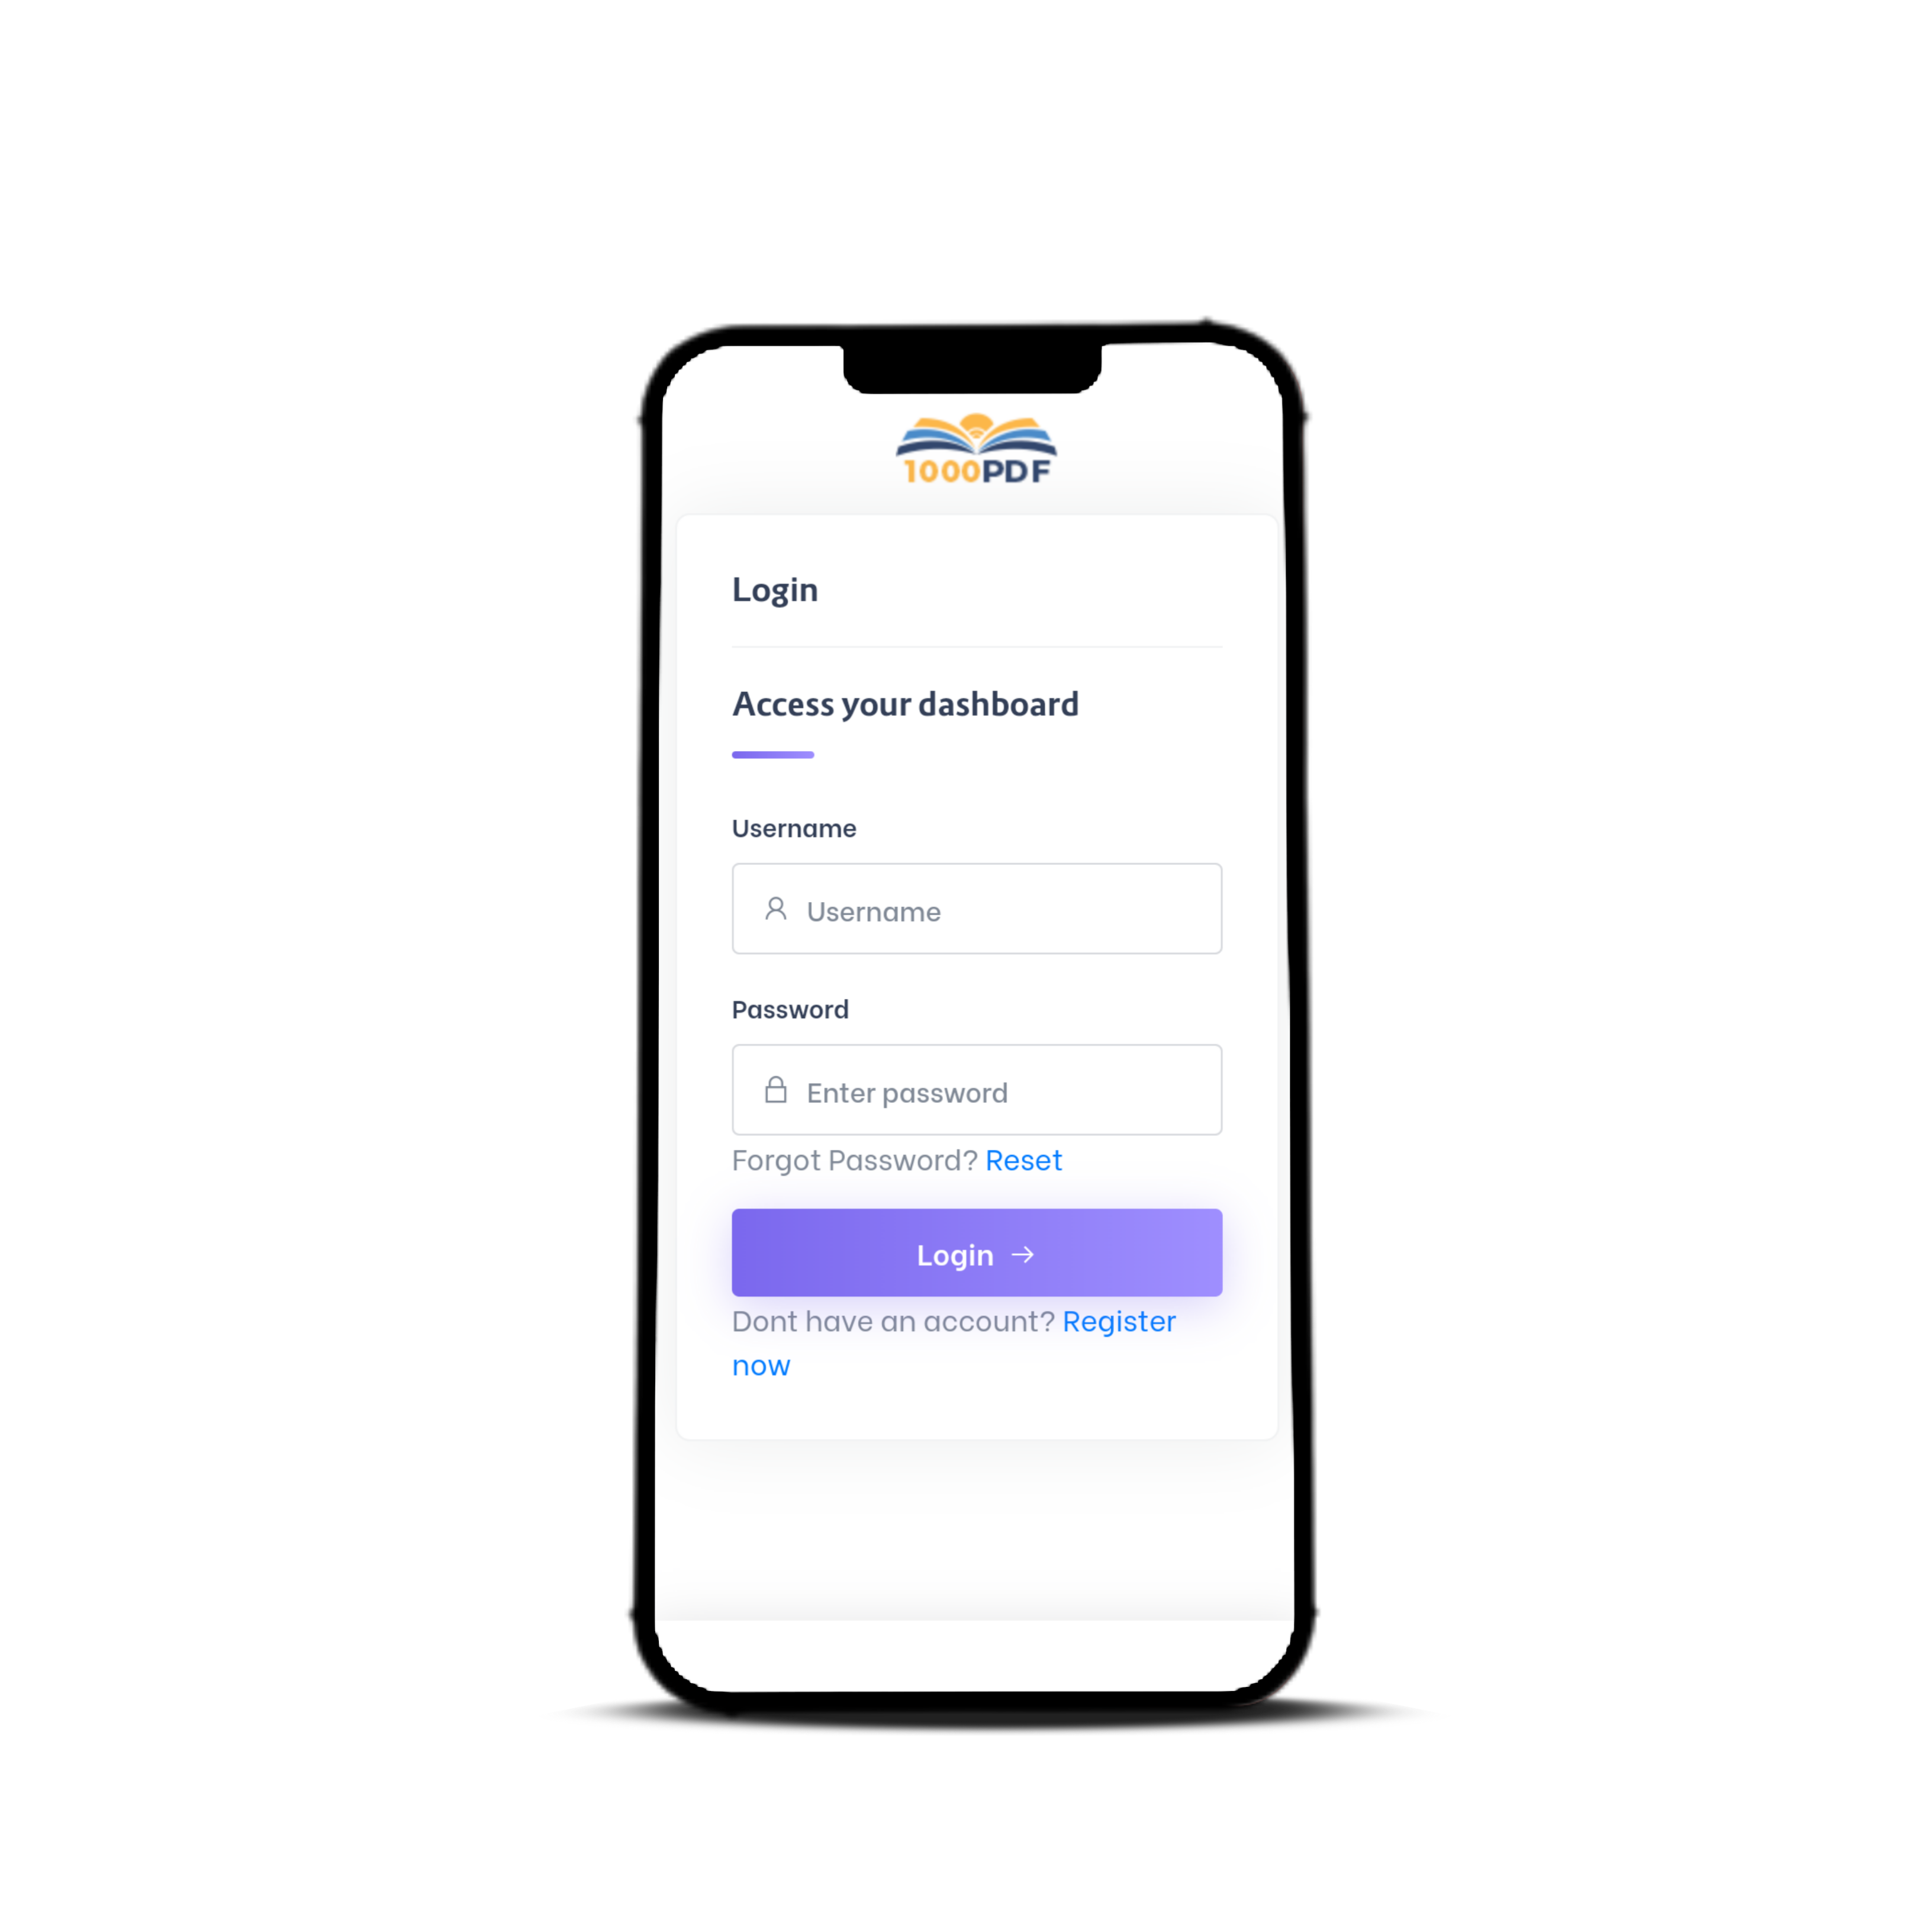 1000PDF
Login
Access your dashboard
Username
Username
Password
Enter password
Forgot Password? Reset
Login →
Dont have an account? Register
now